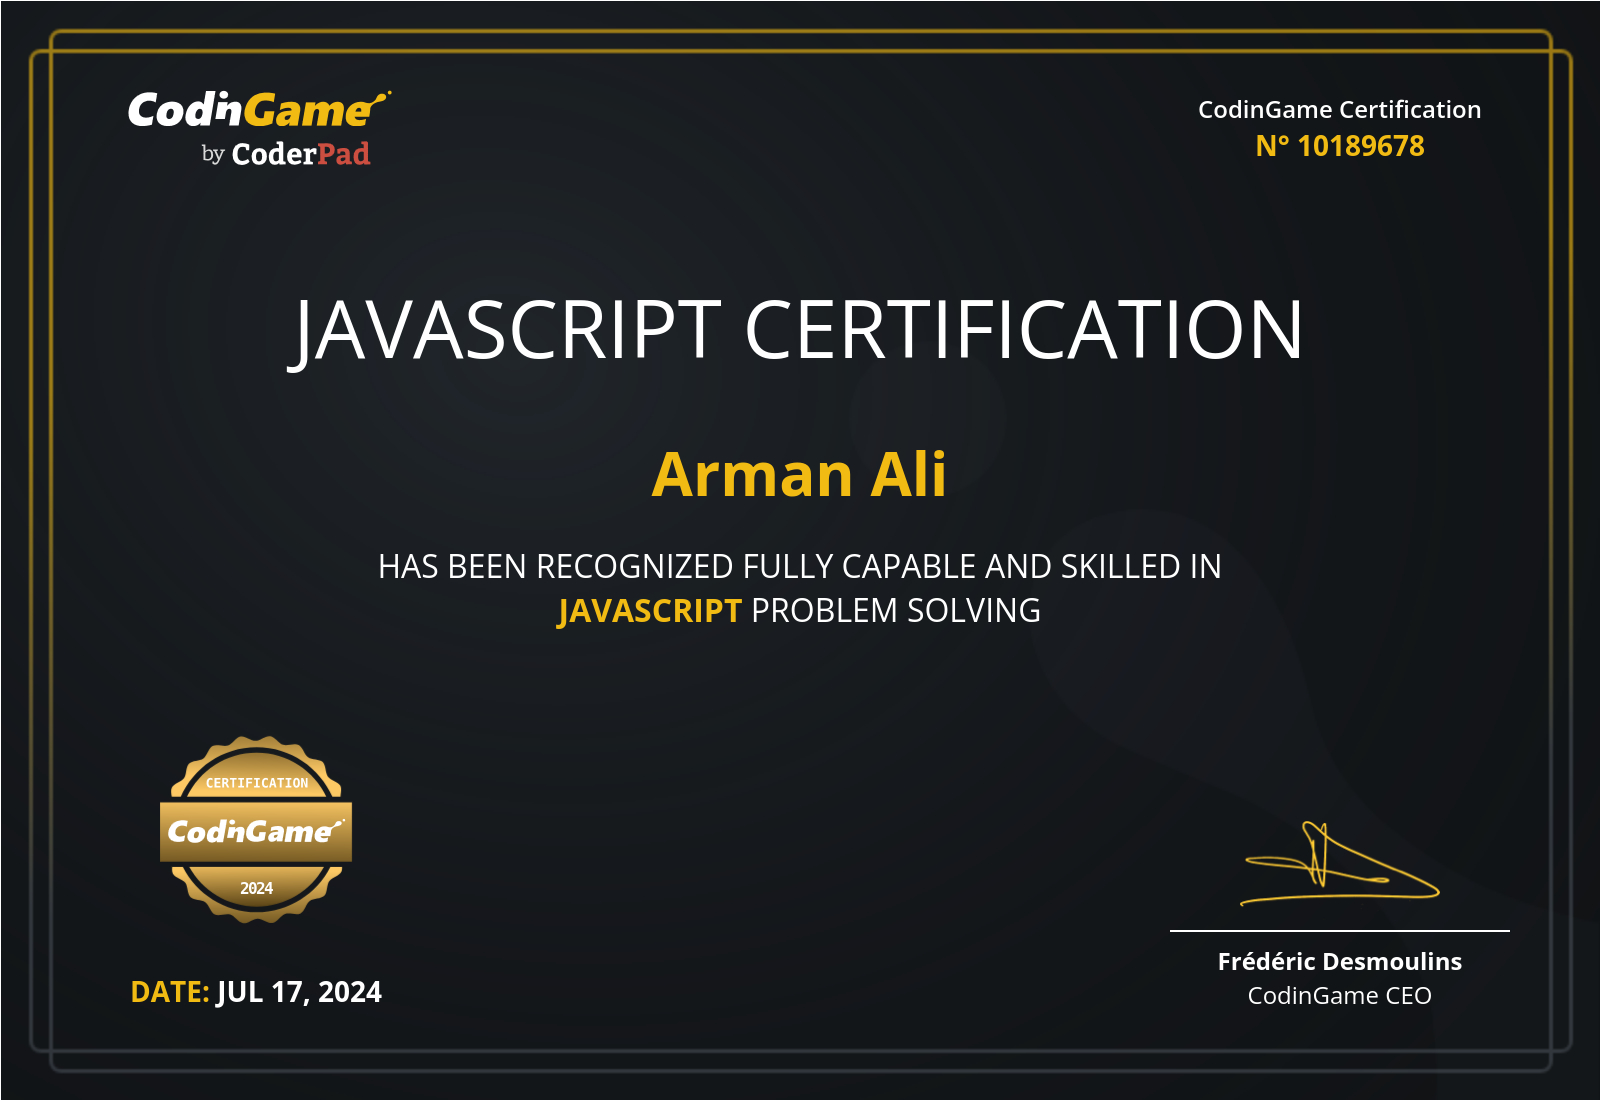 CodinGame
by CoderPad
CodinGame Certification
N° 10189678
JAVASCRIPT CERTIFICATION
Arman Ali
HAS BEEN RECOGNIZED FULLY CAPABLE AND SKILLED IN
JAVASCRIPT PROBLEM SOLVING
CERTIFICATION
CodinGame
2024
DATE: JUL 17, 2024
Frédéric Desmoulins
CodinGame CEO